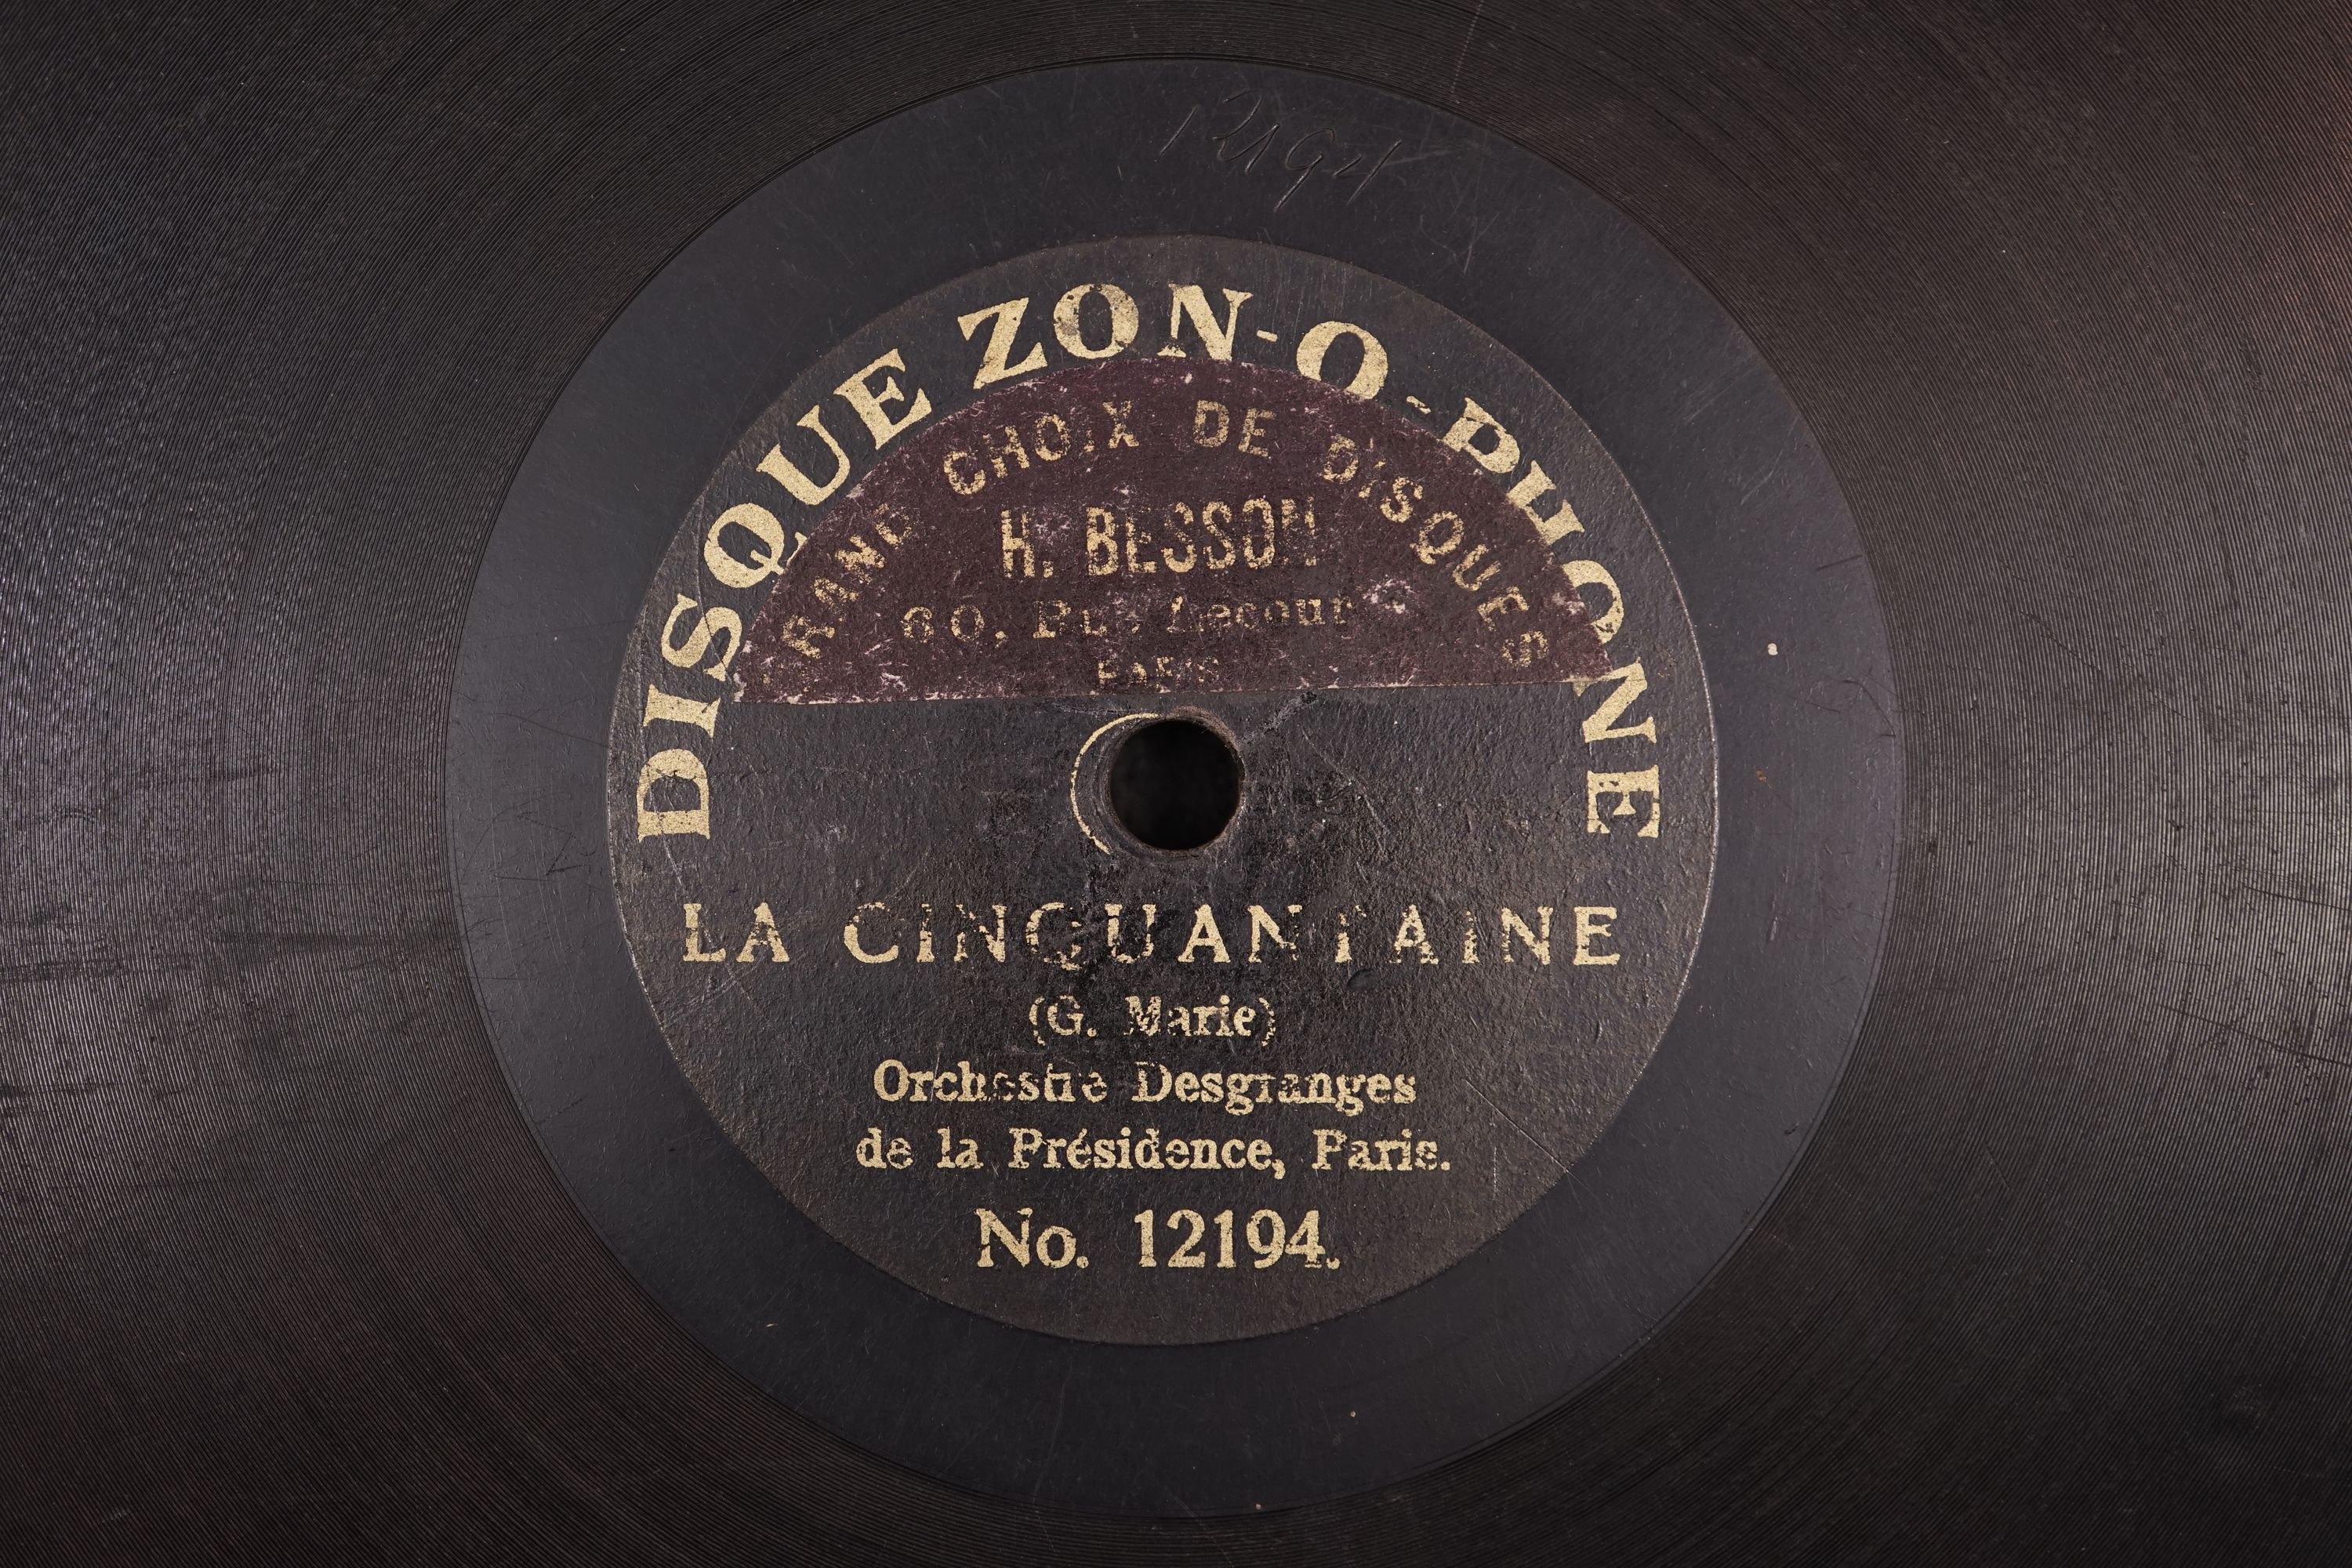 12194
DISQUE ZON-O-PHONE
GRAND CHOIX DE DISQUES
H. BESSON
60, Rue Lecourbe
PARIS
LA CINQUANTAINE
(G. Marie)
Orchestre Desgranges
de la Présidence, Paris.
No. 12194.